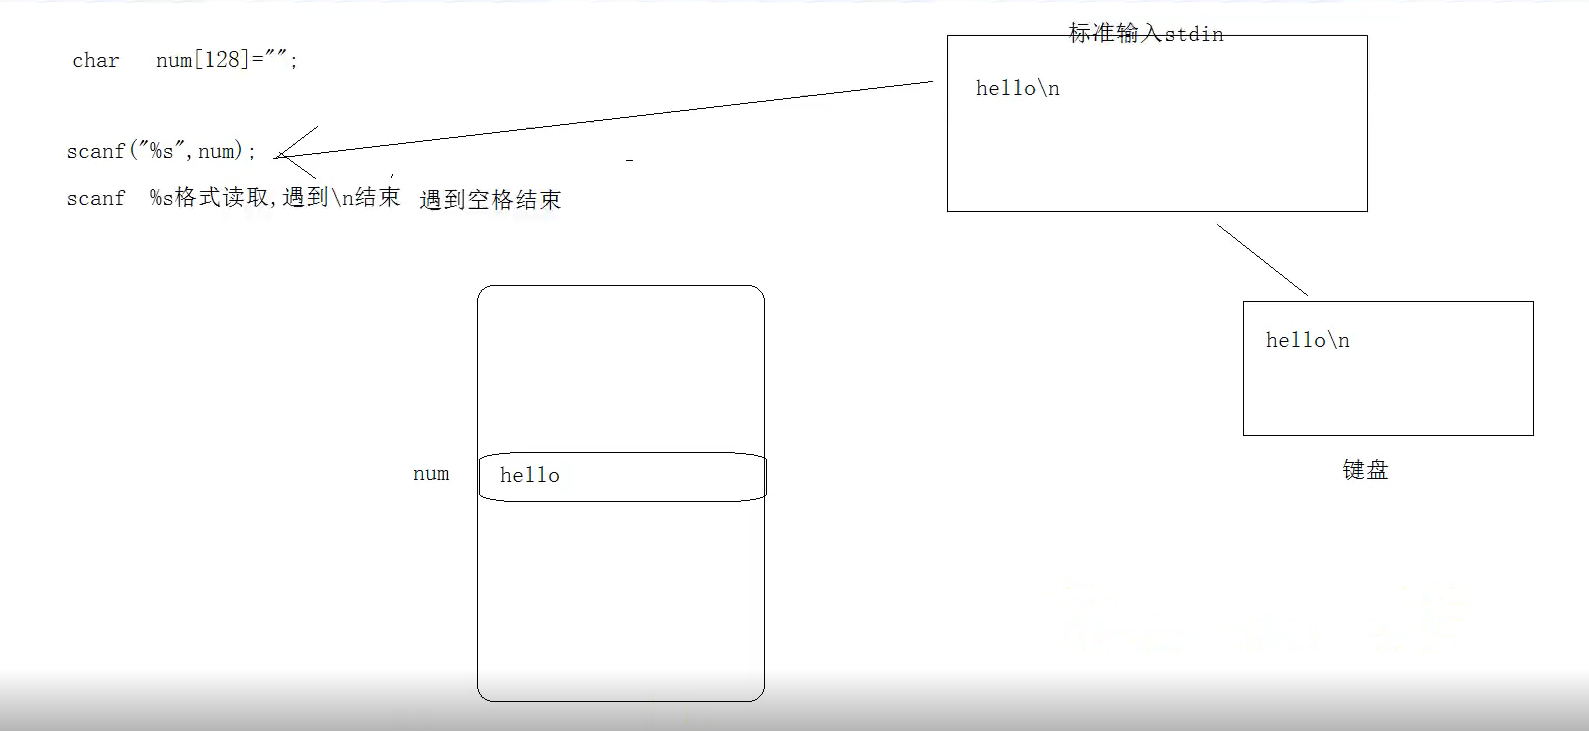 标准输入stdin
char num[128]="";
hello\n
scanf("%s",num);
scanf %s格式读取,遇到\n结束 遇到空格结束
hello\n
num hello
键盘